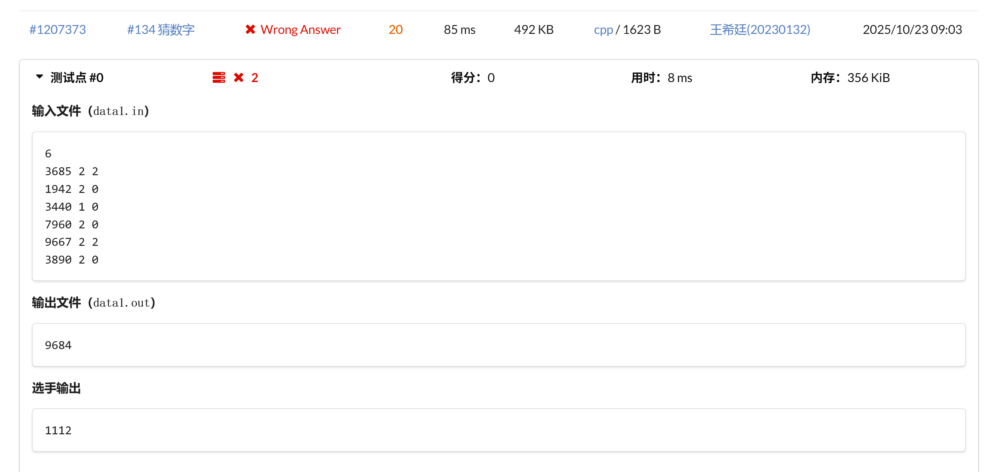 #1207373 #134 猜数字 Wrong Answer 20 85 ms 492 KB cpp / 1623 B 王希廷(20230132) 2025/10/23 09:03
测试点 #0 2 得分：0 用时：8 ms 内存：356 KiB
输入文件（data1.in）
6
3685 2 2
1942 2 0
3440 1 0
7960 2 0
9667 2 2
3890 2 0
输出文件（data1.out）
9684
选手输出
1112